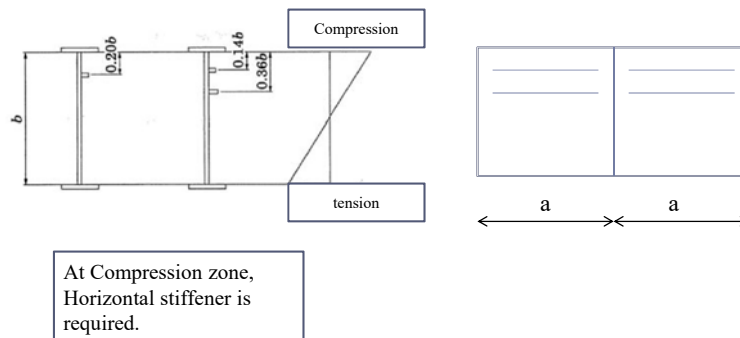 Compression
0.20b
0.14b
0.36b
b
tension
a
a
At Compression zone,
Horizontal stiffener is
required.